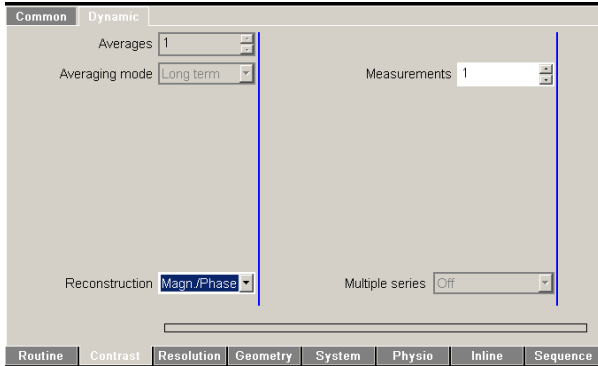 Common Dynamic
Averages 1
Averaging mode Long term Measurements 1
Reconstruction Magn./Phase Multiple series Off
Routine Contrast Resolution Geometry System Physio Inline Sequence